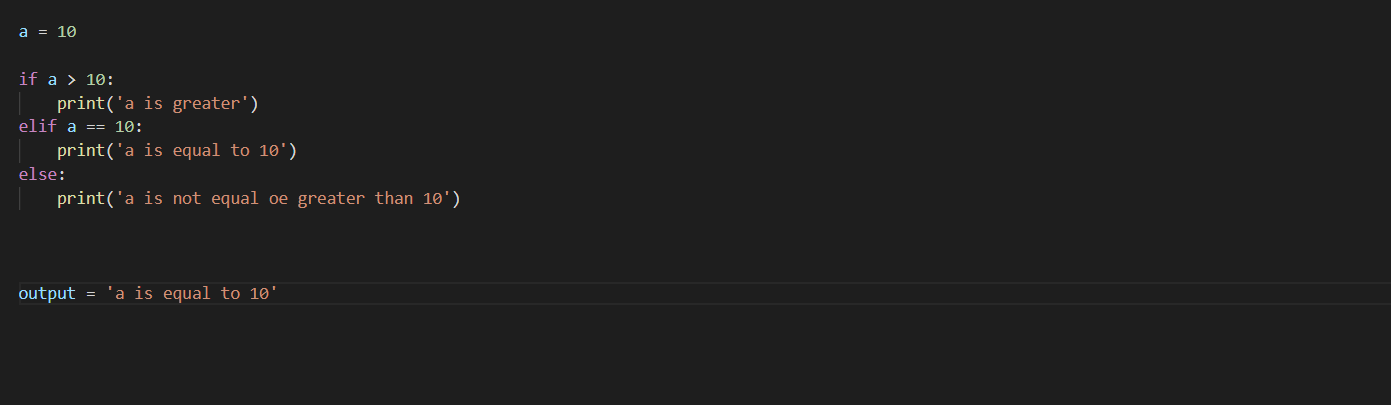 a = 10
if a > 10:
    print('a is greater')
elif a == 10:
    print('a is equal to 10')
else:
    print('a is not equal oe greater than 10')
output = 'a is equal to 10'